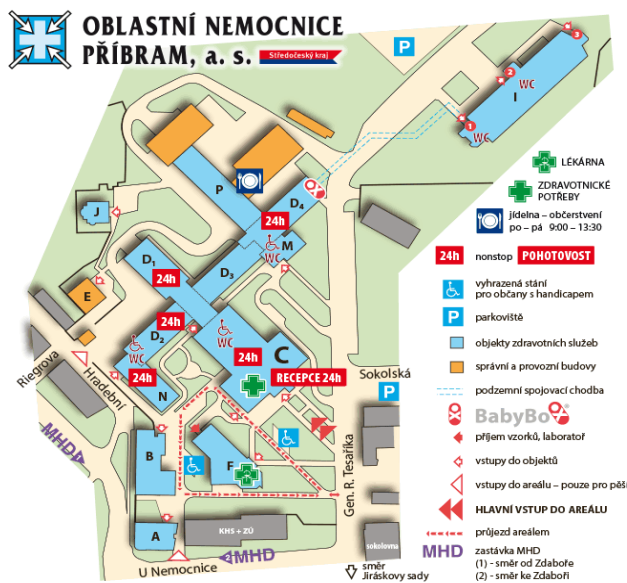 OBLASTNÍ NEMOCNICE
PŘÍBRAM, a. s.
Středočeský kraj
P
3
2
WC
I
1
WC
LÉKÁRNA
ZDRAVOTNICKÉ
POTŘEBY
jídelna – občerstvení
po – pá 9:00 – 13:30
24h nonstop POHOTOVOST
vyhrazená stání
pro občany s handicapem
P parkoviště
objekty zdravotních služeb
správní a provozní budovy
podzemní spojovací chodba
BabyBox®
příjem vzorků, laboratoř
vstupy do objektů
vstupy do areálu – pouze pro pěší
HLAVNÍ VSTUP DO AREÁLU
průjezd areálem
MHD zastávka MHD
(1) - směr od Zdaboře
(2) - směr ke Zdaboři
P
D4
24h
M
WC
J
D1
24h
D3
E
24h
D2
WC
WC
24h
C
24h
RECEPCE 24h
N
Riegrova
Hradební
MHD
Sokolská
P
B
F
A
KHS + ZÚ
MHD
U Nemocnice
Gen. R. Tesaříka
sokolovna
směr
Jiráskovy sady